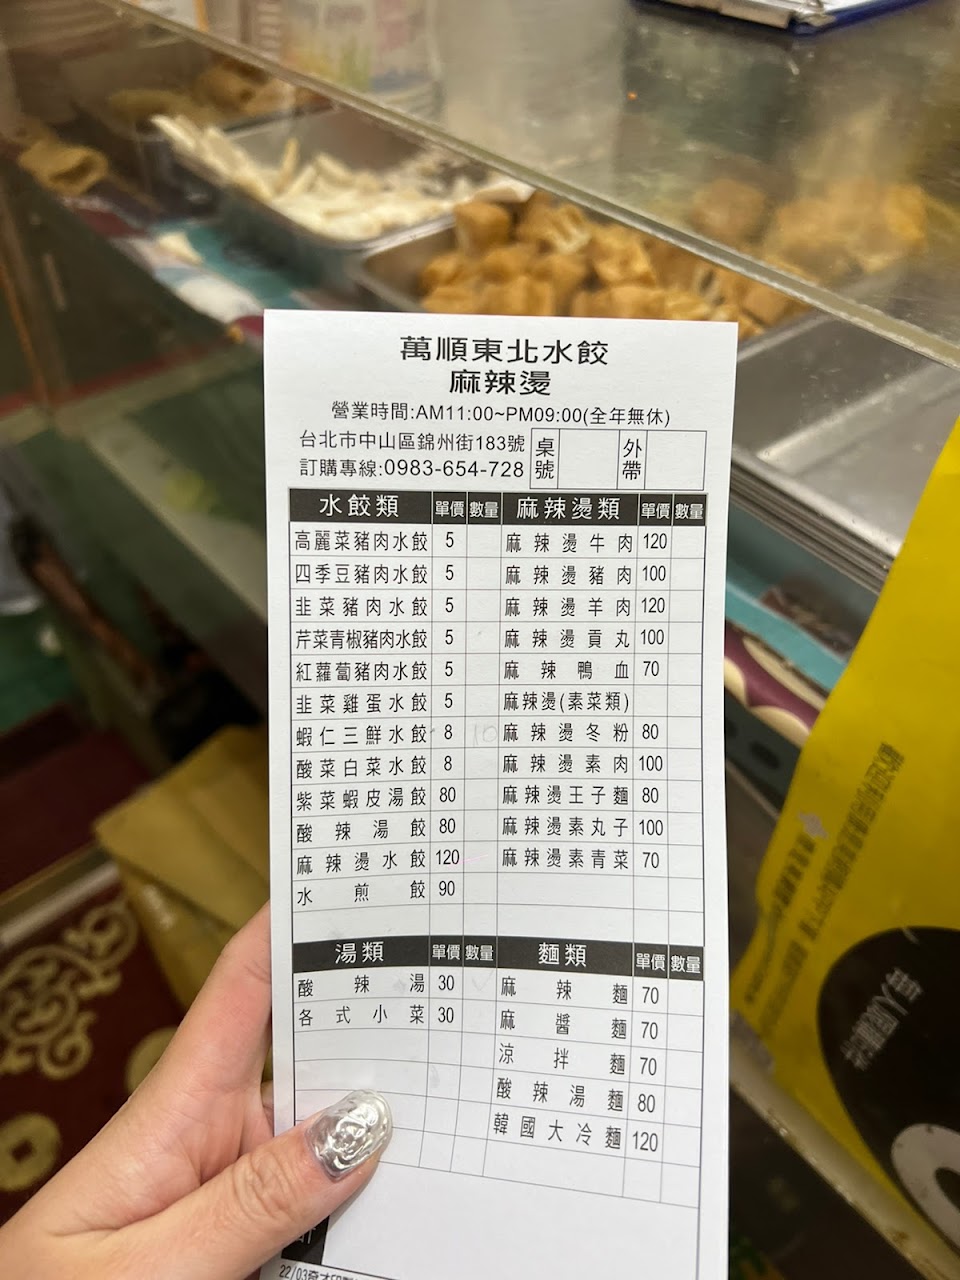 萬順東北水餃
麻辣燙
營業時間:AM11:00~PM09:00(全年無休)
台北市中山區錦州街183號
訂購專線:0983-654-728
桌號
外帶
水餃類 單價 數量
高麗菜豬肉水餃 5
四季豆豬肉水餃 5
韭菜豬肉水餃 5
芹菜青椒豬肉水餃 5
紅蘿蔔豬肉水餃 5
韭菜雞蛋水餃 5
蝦仁三鮮水餃 8 10
酸菜白菜水餃 8
紫菜蝦皮湯餃 80
酸辣湯餃 80
麻辣燙水餃 120
水煎餃 90
麻辣燙類 單價 數量
麻辣燙牛肉 120
麻辣燙豬肉 100
麻辣燙羊肉 120
麻辣燙貢丸 100
麻辣鴨血 70
麻辣燙(素菜類)
麻辣燙冬粉 80
麻辣燙素肉 100
麻辣燙王子麵 80
麻辣燙素丸子 100
麻辣燙素青菜 70
湯類 單價 數量
酸辣湯 30
各式小菜 30
麵類 單價 數量
麻辣麵 70
麻醬麵 70
涼拌麵 70
酸辣湯麵 80
韓國大冷麵 120
22/03